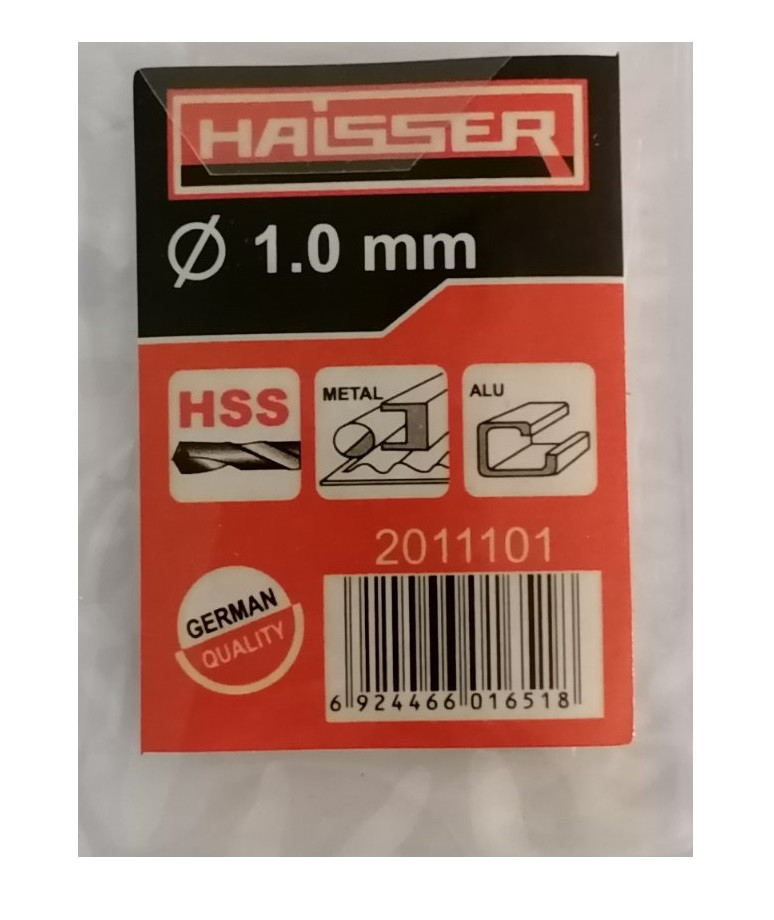 HAISSER
Ø 1.0 mm
HSS
METAL
ALU
2011101
GERMAN
QUALITY
6 924466 016518